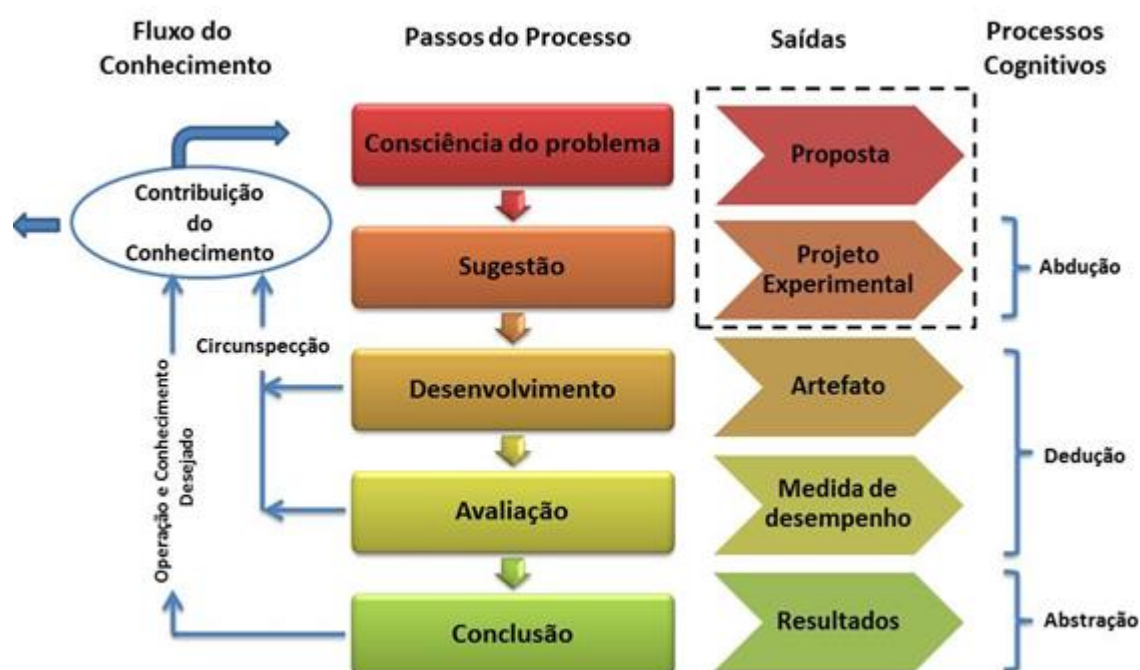 Fluxo do
Conhecimento
Passos do Processo
Saídas
Processos
Cognitivos
Contribuição
do
Conhecimento
Circunspecção
Operação e Conhecimento
Desejado
Consciência do problema
Sugestão
Desenvolvimento
Avaliação
Conclusão
Proposta
Projeto
Experimental
Artefato
Medida de
desempenho
Resultados
Abdução
Dedução
Abstração